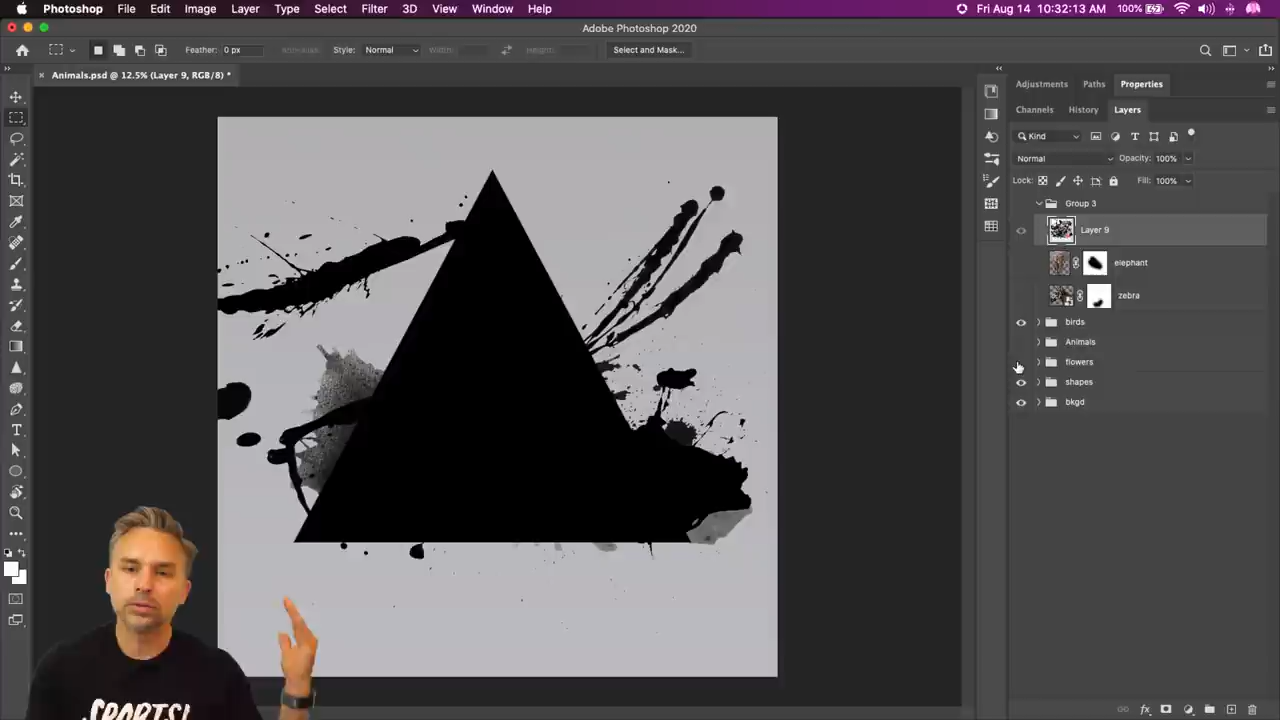 Photoshop File Edit Image Layer Type Select Filter 3D View Window Help 100% Fri Aug 14 10:32:13 AM
Adobe Photoshop 2020
Feather: 0 px Anti-alias Style: Normal Width: Height: Select and Mask...
× Animals.psd @ 12.5% (Layer 9, RGB/8) *
Adjustments Paths Properties
Channels History Layers
Kind
Normal Opacity: 100%
Lock: Fill: 100%
Group 3
Layer 9
elephant
zebra
birds
Animals
flowers
shapes
bkgd
fx
SPORTS!